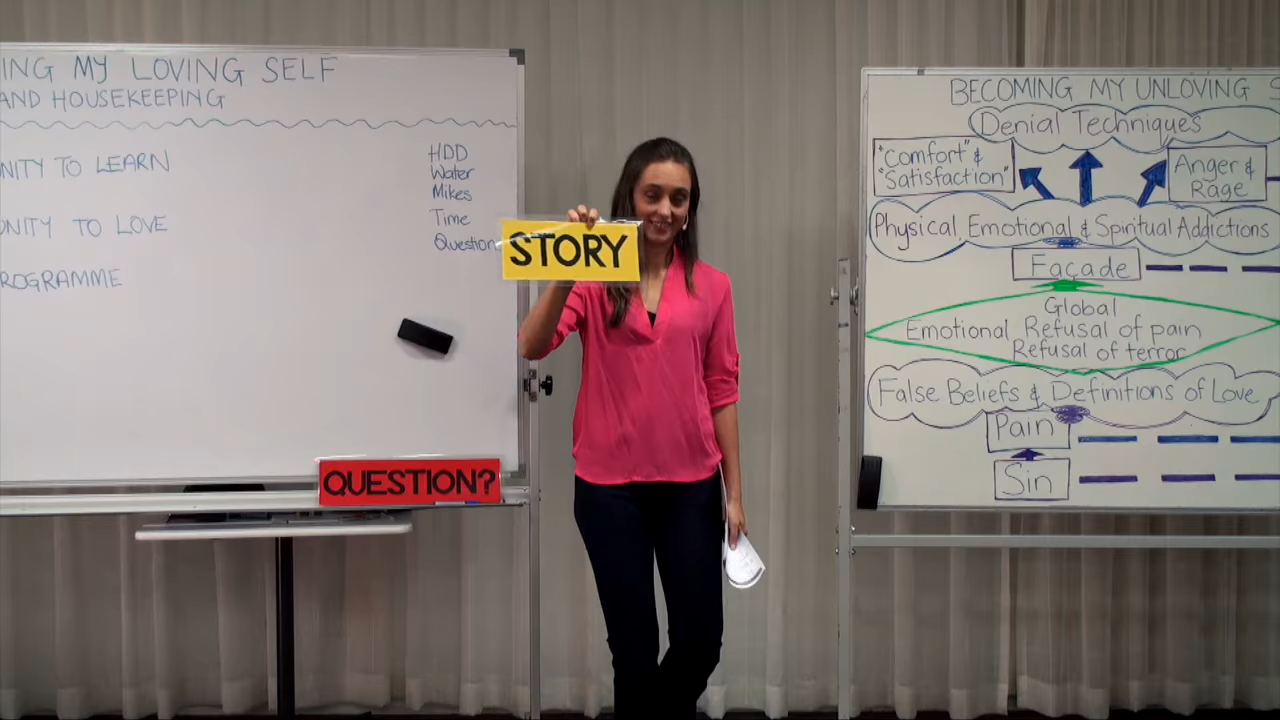 ING MY LOVING SELF
AND HOUSEKEEPING
NITY TO LEARN
ONITY TO LOVE
ROGRAMME
HDD
Water
Mikes
Time
Question
STORY
QUESTION?
BECOMING MY UNLOVING S
Denial Techniques
"Comfort" &
"Satisfaction"
Anger &
Rage
Physical, Emotional & Spiritual Addictions
Façade
Global
Emotional Refusal of pain
Refusal of terror
False Beliefs & Definitions of Love
Pain
Sin